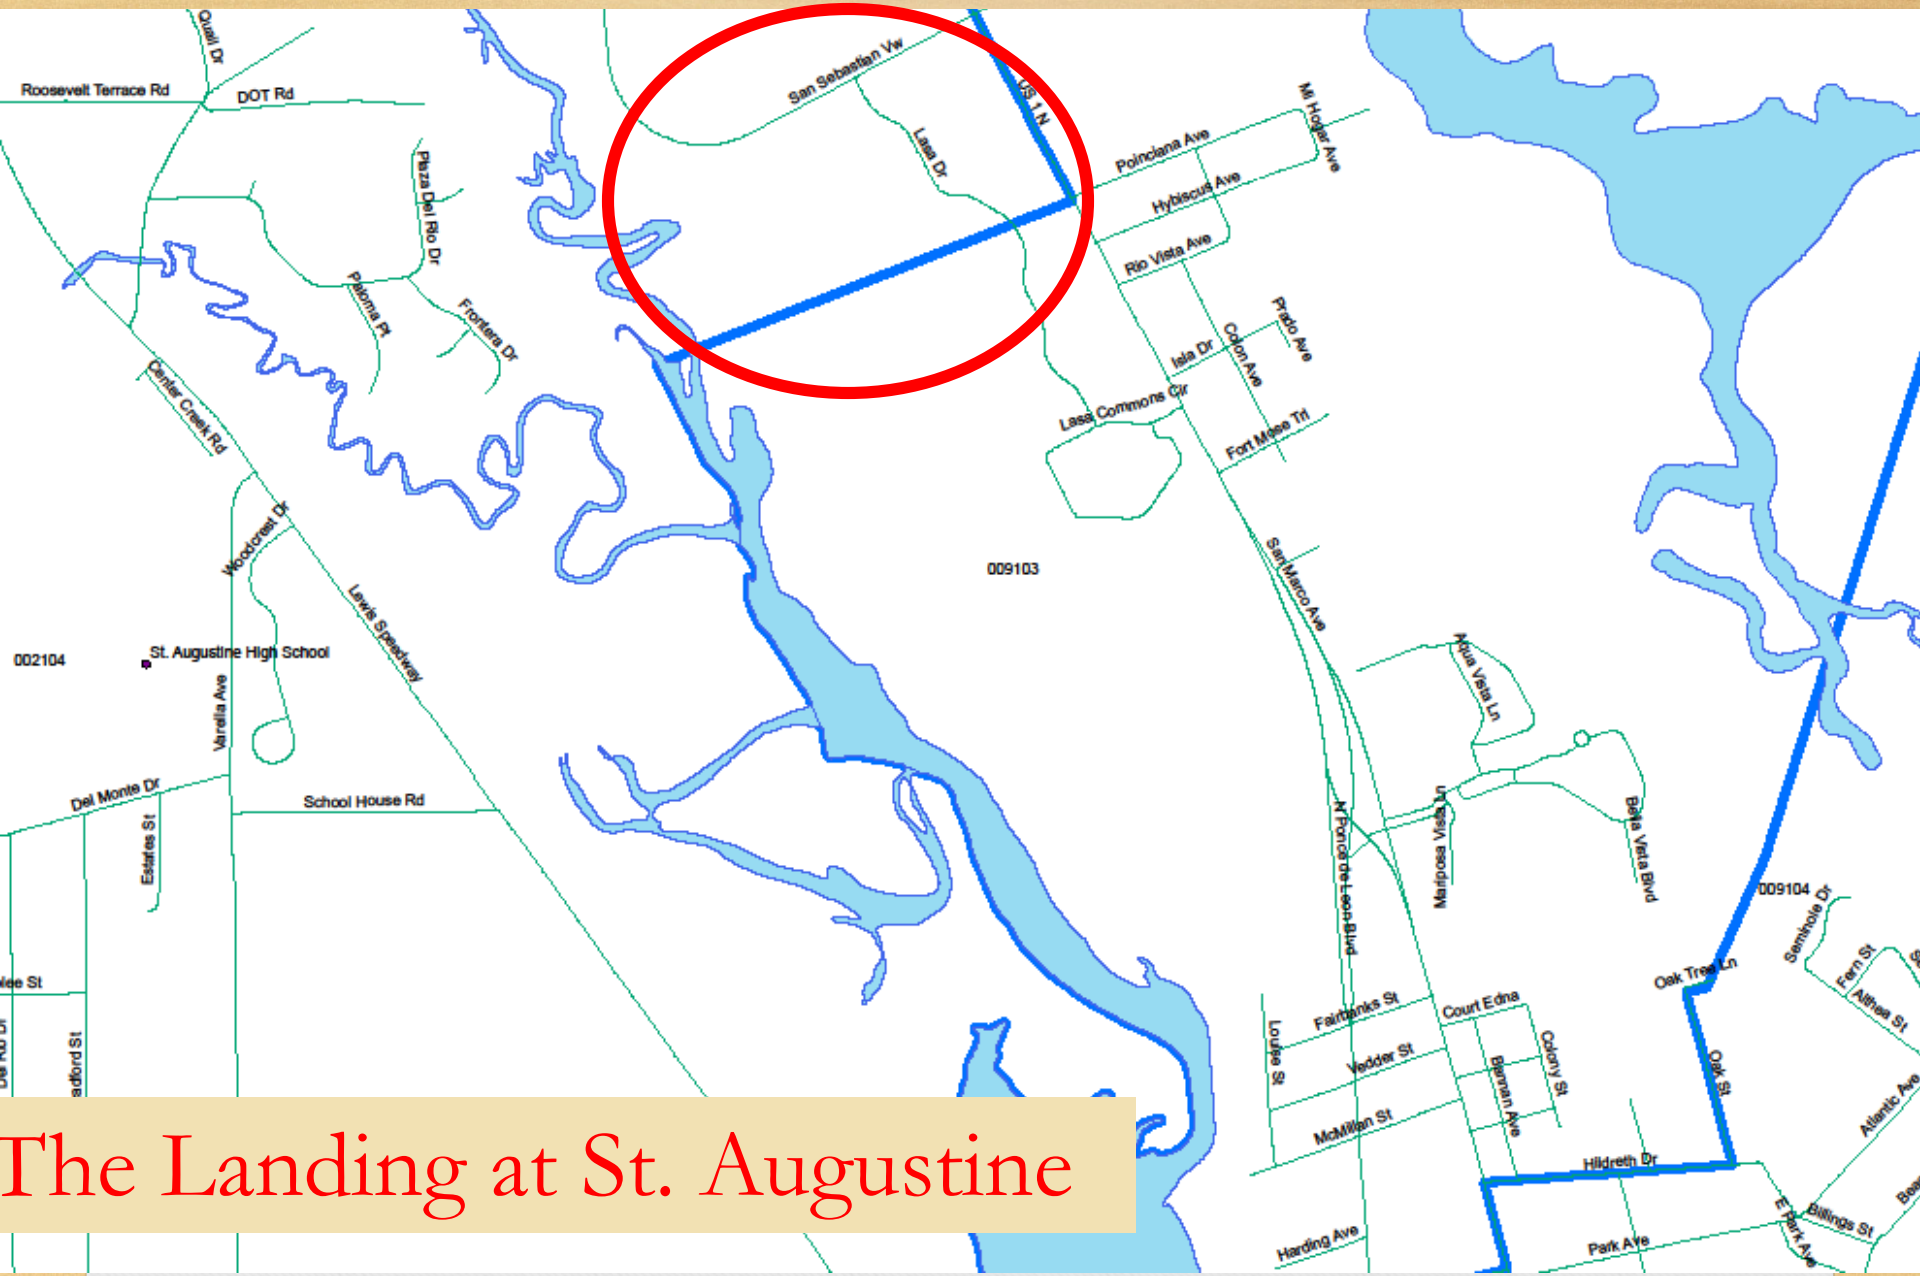 Quail Dr
Roosevelt Terrace Rd
DOT Rd
San Sebastian Vw
US 1 N
Lasa Dr
Mi Hogar Ave
Poinciana Ave
Hybiscus Ave
Rio Vista Ave
Plaza Del Rio Dr
Paloma Pt
Frontera Dr
Prado Ave
Colon Ave
Isla Dr
Center Creek Rd
Lasa Commons Cir
Fort Mose Trl
Woodcrest Dr
San Marco Ave
009103
Lewis Speedway
002104
St. Augustine High School
Varella Ave
Aqua Vista Ln
Del Monte Dr
School House Rd
Estates St
N Ponce de Leon Blvd
Mariposa Vista Ln
Bella Vista Blvd
009104
Seminole Dr
Fern St
Althea St
Oak Tree Ln
Oak St
Fairbanks St
Court Edna
Louise St
Vedder St
Bannan Ave
Colony St
McMillan St
Atlantic Ave
Hildreth Dr
E Park Ave
Billings St
Park Ave
Harding Ave
lee St
adford St
The Landing at St. Augustine